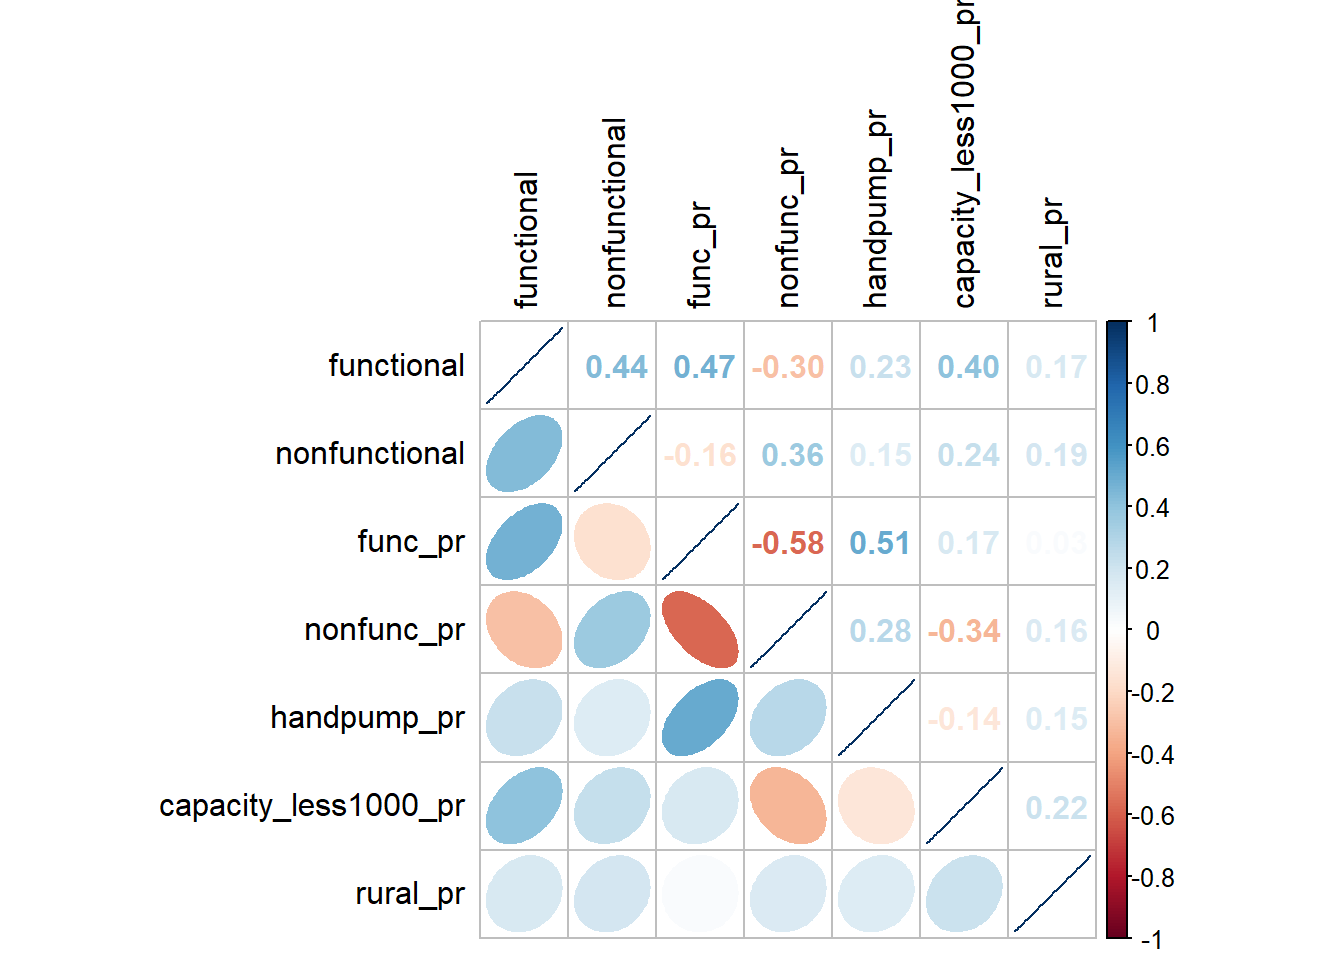 functional
nonfunctional
func_pr
nonfunc_pr
handpump_pr
capacity_less1000_pr
rural_pr
functional 0.44 0.47 -0.30 0.23 0.40 0.17
nonfunctional -0.16 0.36 0.15 0.24 0.19
func_pr -0.58 0.51 0.17 0.03
nonfunc_pr 0.28 -0.34 0.16
handpump_pr -0.14 0.15
capacity_less1000_pr 0.22
rural_pr
1
0.8
0.6
0.4
0.2
0
-0.2
-0.4
-0.6
-0.8
-1